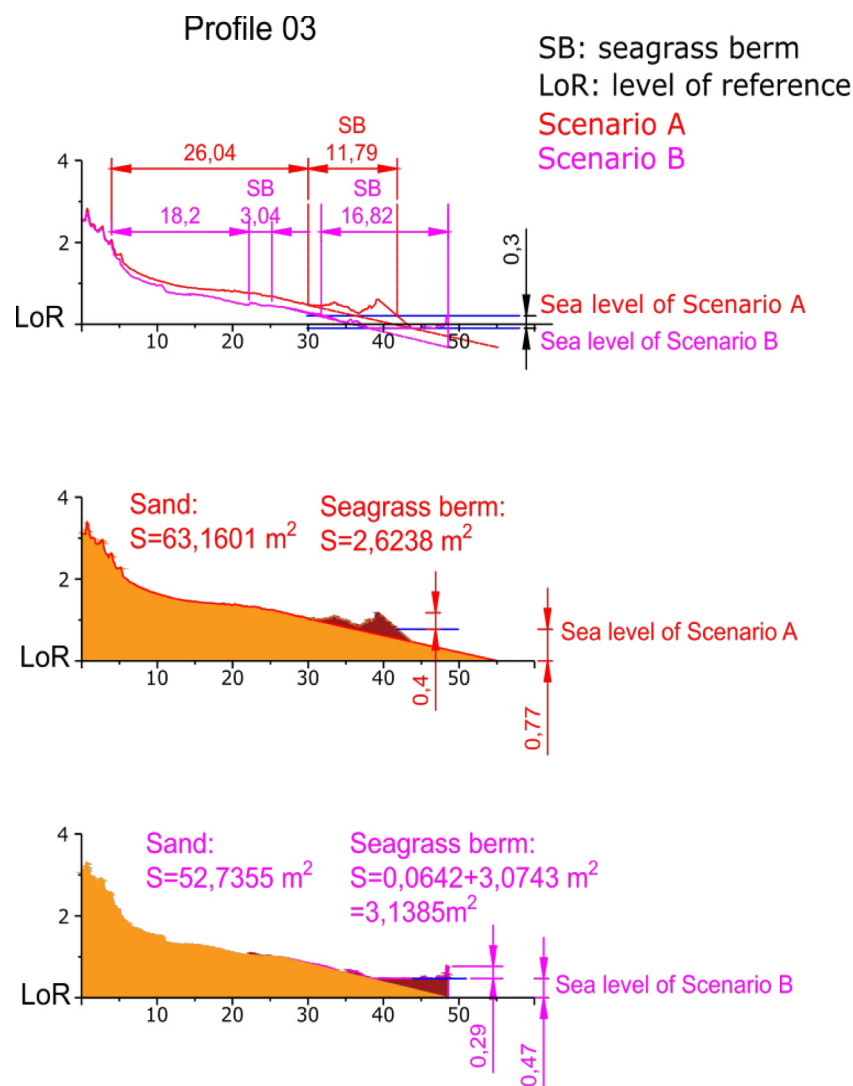 Profile 03
SB: seagrass berm
LoR: level of reference
Scenario A
Scenario B
SB
4
26,04
11,79
SB
SB
18,2
3,04
16,82
0,3
2
Sea level of Scenario A
LoR
Sea level of Scenario B
10
20
30
40
50
4
Sand:
S=63,1601 m²
Seagrass berm:
S=2,6238 m²
2
Sea level of Scenario A
LoR
10
20
30
40
50
0,4
0,77
4
Sand:
S=52,7355 m²
Seagrass berm:
S=0,0642+3,0743 m²
=3,1385m²
2
Sea level of Scenario B
LoR
10
20
30
40
50
0,29
0,47